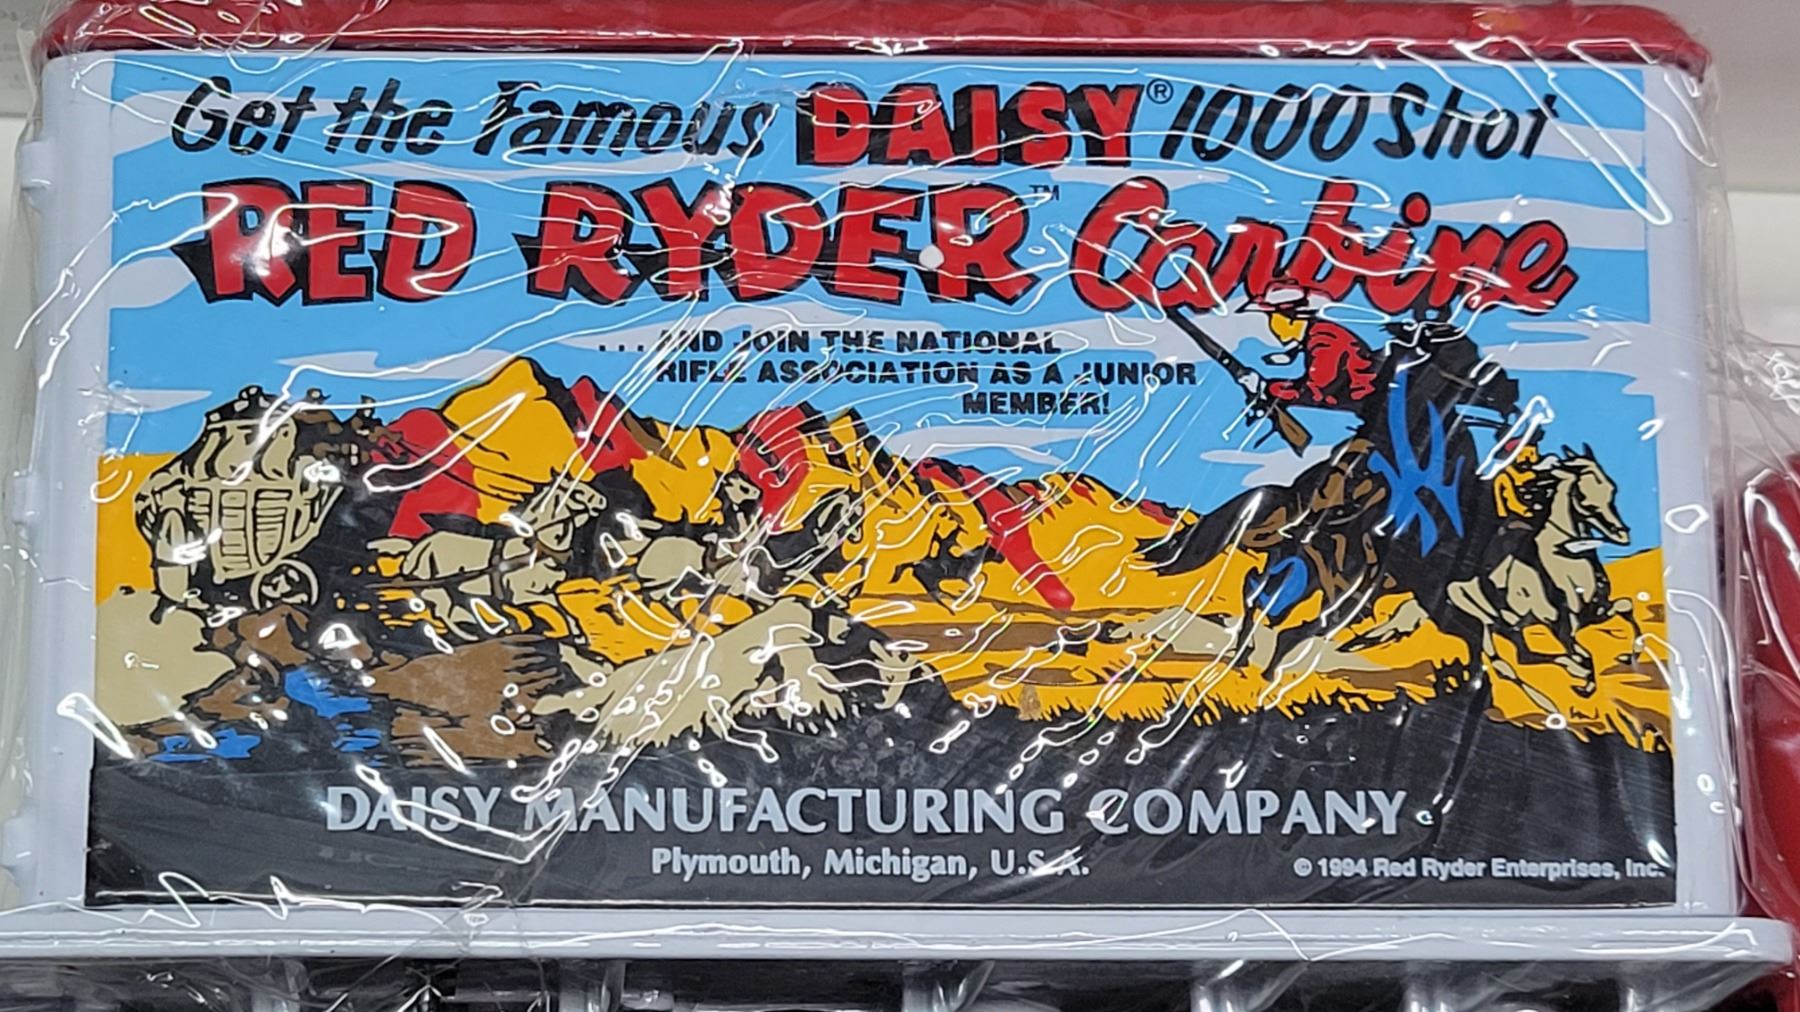 Get the Famous DAISY® 1000 Shot
RED RYDER™ Carbine
...AND JOIN THE NATIONAL
RIFLE ASSOCIATION AS A JUNIOR
MEMBER!
DAISY MANUFACTURING COMPANY
Plymouth, Michigan, U.S.A.
© 1994 Red Ryder Enterprises, Inc.